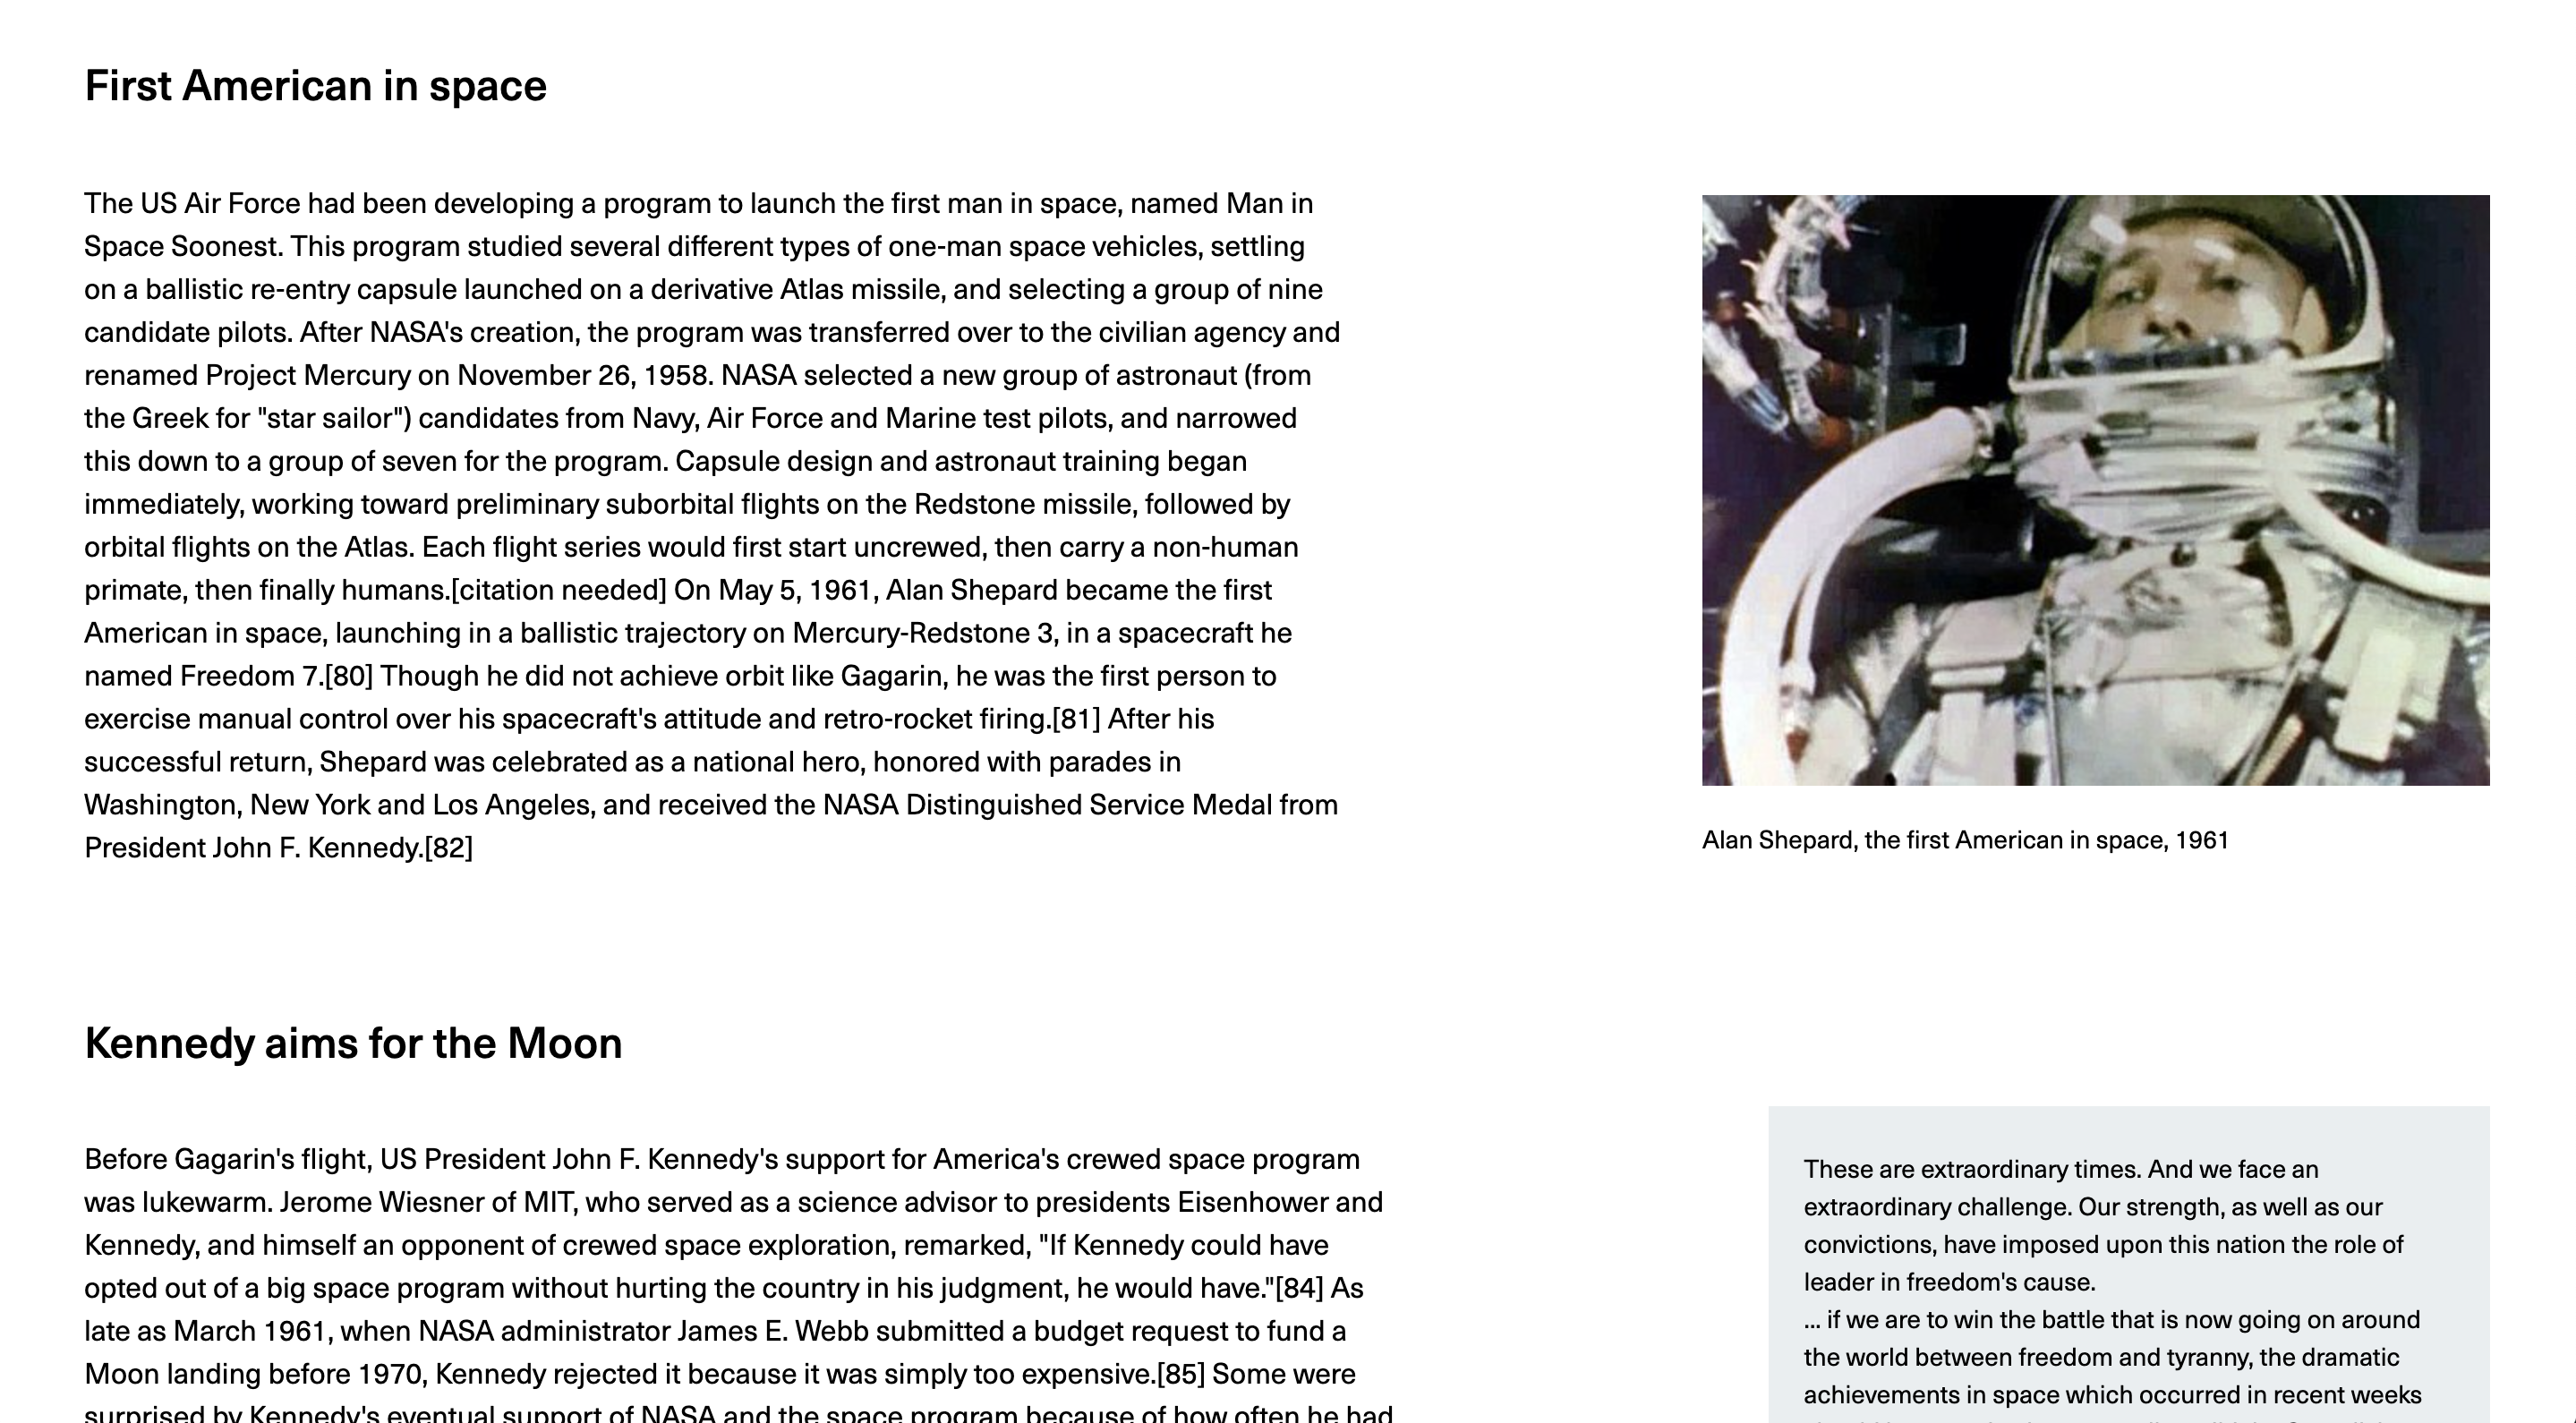 First American in space
The US Air Force had been developing a program to launch the first man in space, named Man in
Space Soonest. This program studied several different types of one-man space vehicles, settling
on a ballistic re-entry capsule launched on a derivative Atlas missile, and selecting a group of nine
candidate pilots. After NASA's creation, the program was transferred over to the civilian agency and
renamed Project Mercury on November 26, 1958. NASA selected a new group of astronaut (from
the Greek for "star sailor") candidates from Navy, Air Force and Marine test pilots, and narrowed
this down to a group of seven for the program. Capsule design and astronaut training began
immediately, working toward preliminary suborbital flights on the Redstone missile, followed by
orbital flights on the Atlas. Each flight series would first start uncrewed, then carry a non-human
primate, then finally humans.[citation needed] On May 5, 1961, Alan Shepard became the first
American in space, launching in a ballistic trajectory on Mercury-Redstone 3, in a spacecraft he
named Freedom 7.[80] Though he did not achieve orbit like Gagarin, he was the first person to
exercise manual control over his spacecraft's attitude and retro-rocket firing.[81] After his
successful return, Shepard was celebrated as a national hero, honored with parades in
Washington, New York and Los Angeles, and received the NASA Distinguished Service Medal from
President John F. Kennedy.[82]
Alan Shepard, the first American in space, 1961
Kennedy aims for the Moon
Before Gagarin's flight, US President John F. Kennedy's support for America's crewed space program
was lukewarm. Jerome Wiesner of MIT, who served as a science advisor to presidents Eisenhower and
Kennedy, and himself an opponent of crewed space exploration, remarked, "If Kennedy could have
opted out of a big space program without hurting the country in his judgment, he would have."[84] As
late as March 1961, when NASA administrator James E. Webb submitted a budget request to fund a
Moon landing before 1970, Kennedy rejected it because it was simply too expensive.[85] Some were
surprised by Kennedy's eventual support of NASA and the space program because of how often he had
These are extraordinary times. And we face an
extraordinary challenge. Our strength, as well as our
convictions, have imposed upon this nation the role of
leader in freedom's cause.
... if we are to win the battle that is now going on around
the world between freedom and tyranny, the dramatic
achievements in space which occurred in recent weeks